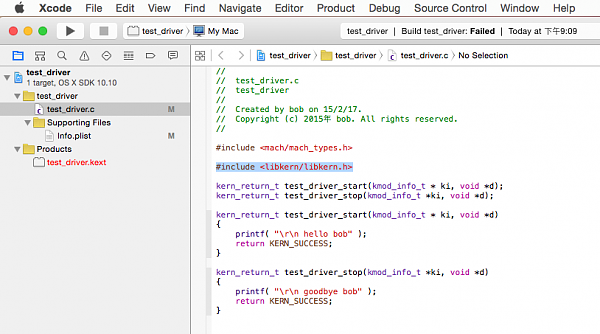 Xcode File Edit View Find Navigate Editor Product Debug Source Control Window Help
test_driver My Mac test_driver | Build test_driver: Failed | Today at 下午9:09
test_driver test_driver test_driver.c No Selection
test_driver
1 target, OS X SDK 10.10
test_driver
test_driver.c M
Supporting Files
Info.plist M
Products
test_driver.kext
//
// test_driver.c
// test_driver
//
// Created by bob on 15/2/17.
// Copyright (c) 2015年 bob. All rights reserved.
//
#include <mach/mach_types.h>
#include <libkern/libkern.h>
kern_return_t test_driver_start(kmod_info_t * ki, void *d);
kern_return_t test_driver_stop(kmod_info_t *ki, void *d);
kern_return_t test_driver_start(kmod_info_t * ki, void *d)
{
printf( "\r\n hello bob" );
return KERN_SUCCESS;
}
kern_return_t test_driver_stop(kmod_info_t *ki, void *d)
{
printf( "\r\n goodbye bob" );
return KERN_SUCCESS;
}